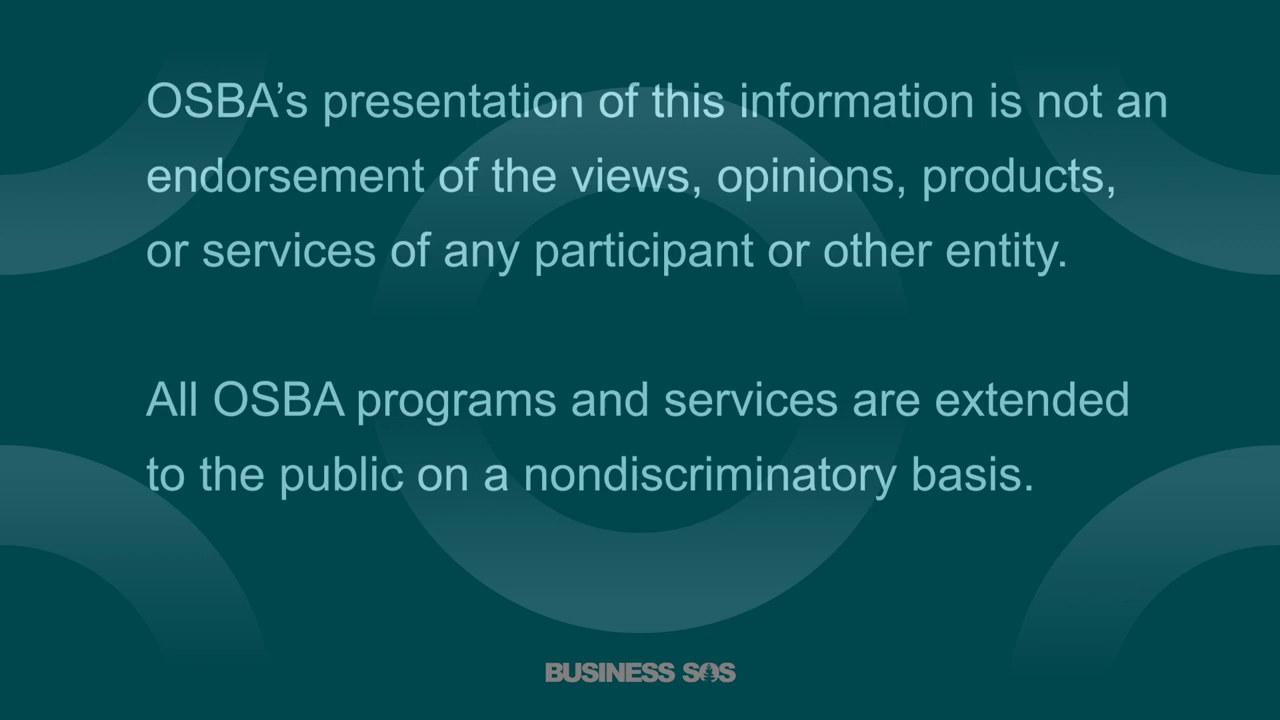 OSBA’s presentation of this information is not an
endorsement of the views, opinions, products,
or services of any participant or other entity.
All OSBA programs and services are extended
to the public on a nondiscriminatory basis.
BUSINESS SOS